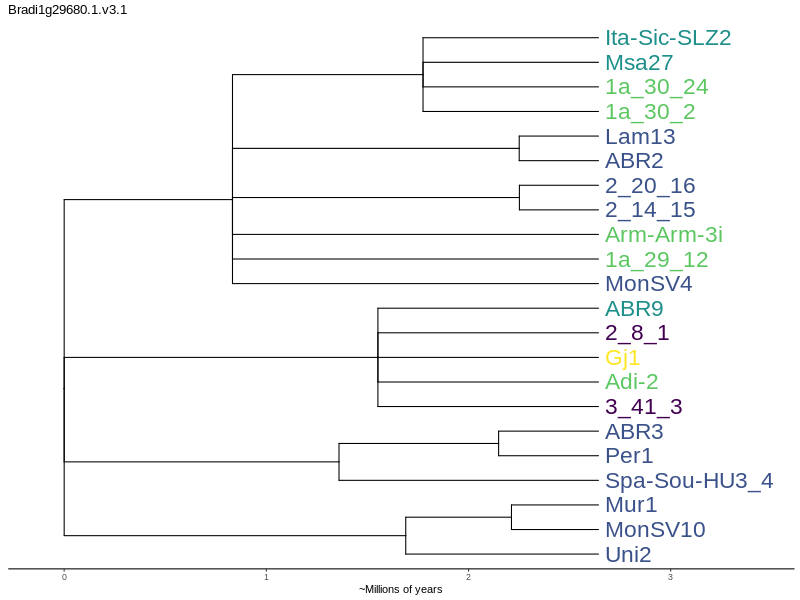 Bradi1g29680.1.v3.1
Ita-Sic-SLZ2
Msa27
1a_30_24
1a_30_2
Lam13
ABR2
2_20_16
2_14_15
Arm-Arm-3i
1a_29_12
MonSV4
ABR9
2_8_1
Gj1
Adi-2
3_41_3
ABR3
Per1
Spa-Sou-HU3_4
Mur1
MonSV10
Uni2
0 1 2 3
~Millions of years